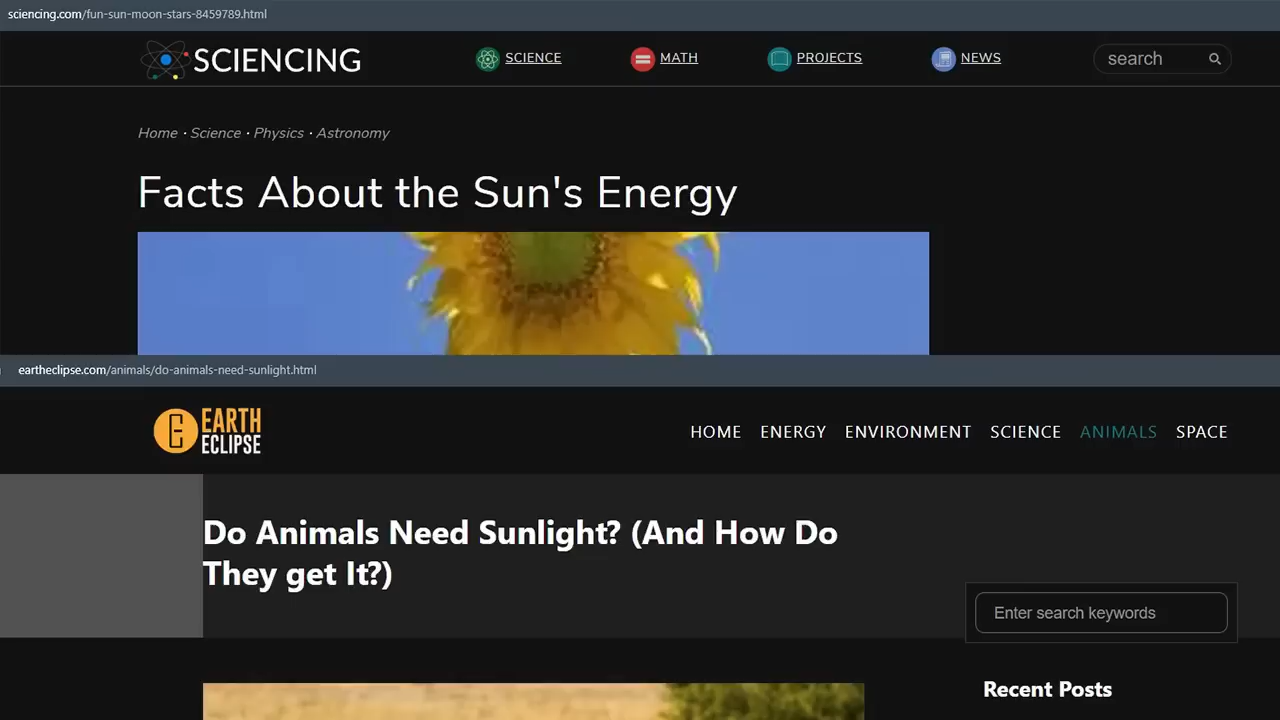 sciencing.com/fun-sun-moon-stars-8459789.html
SCIENCING SCIENCE MATH PROJECTS NEWS search
Home · Science · Physics · Astronomy
Facts About the Sun's Energy
eartheclipse.com/animals/do-animals-need-sunlight.html
EARTH
ECLIPSE
HOME ENERGY ENVIRONMENT SCIENCE ANIMALS SPACE
Do Animals Need Sunlight? (And How Do
They get It?)
Enter search keywords
Recent Posts